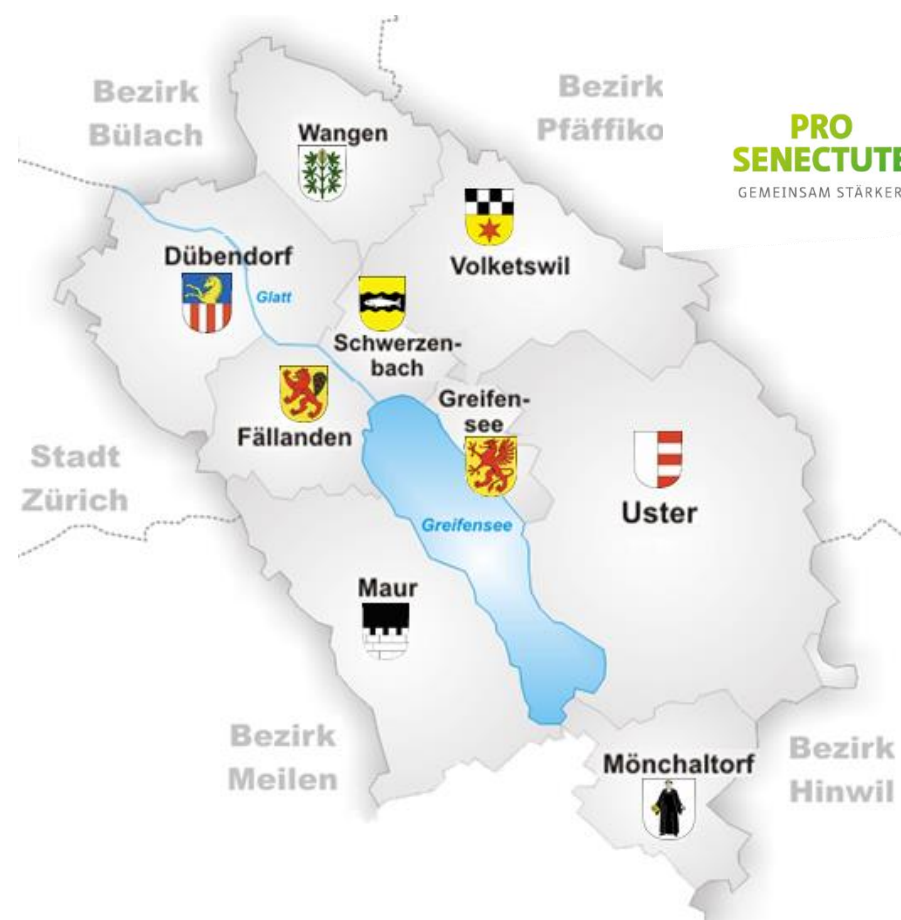 Bezirk
Bülach
Bezirk
Pfäffiko
PRO
SENECTUTE
GEMEINSAM STÄRKER
Wangen
Dübendorf
Glatt
Volketswil
Schwerzen-
bach
Greifen-
see
Fällanden
Stadt
Zürich
Greifensee
Uster
Maur
Bezirk
Meilen
Mönchaltorf
Bezirk
Hinwil